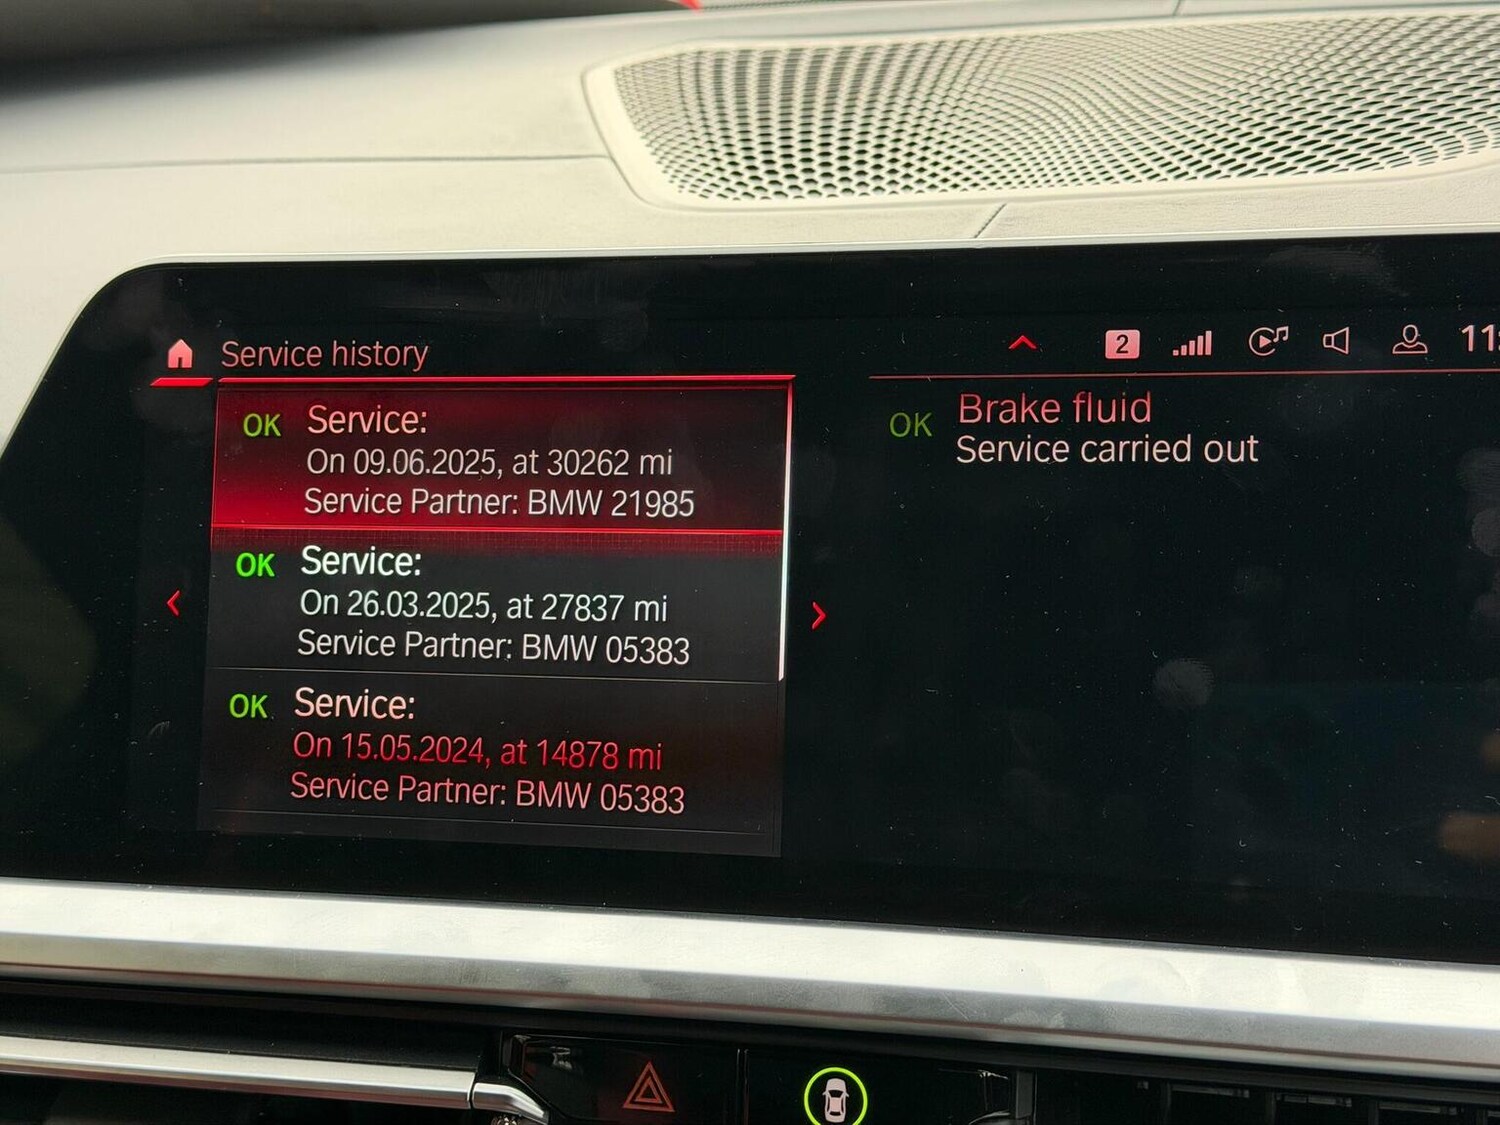 Service history
2
OK Service:
On 09.06.2025, at 30262 mi
Service Partner: BMW 21985
OK Service:
On 26.03.2025, at 27837 mi
Service Partner: BMW 05383
OK Service:
On 15.05.2024, at 14878 mi
Service Partner: BMW 05383
OK Brake fluid
Service carried out